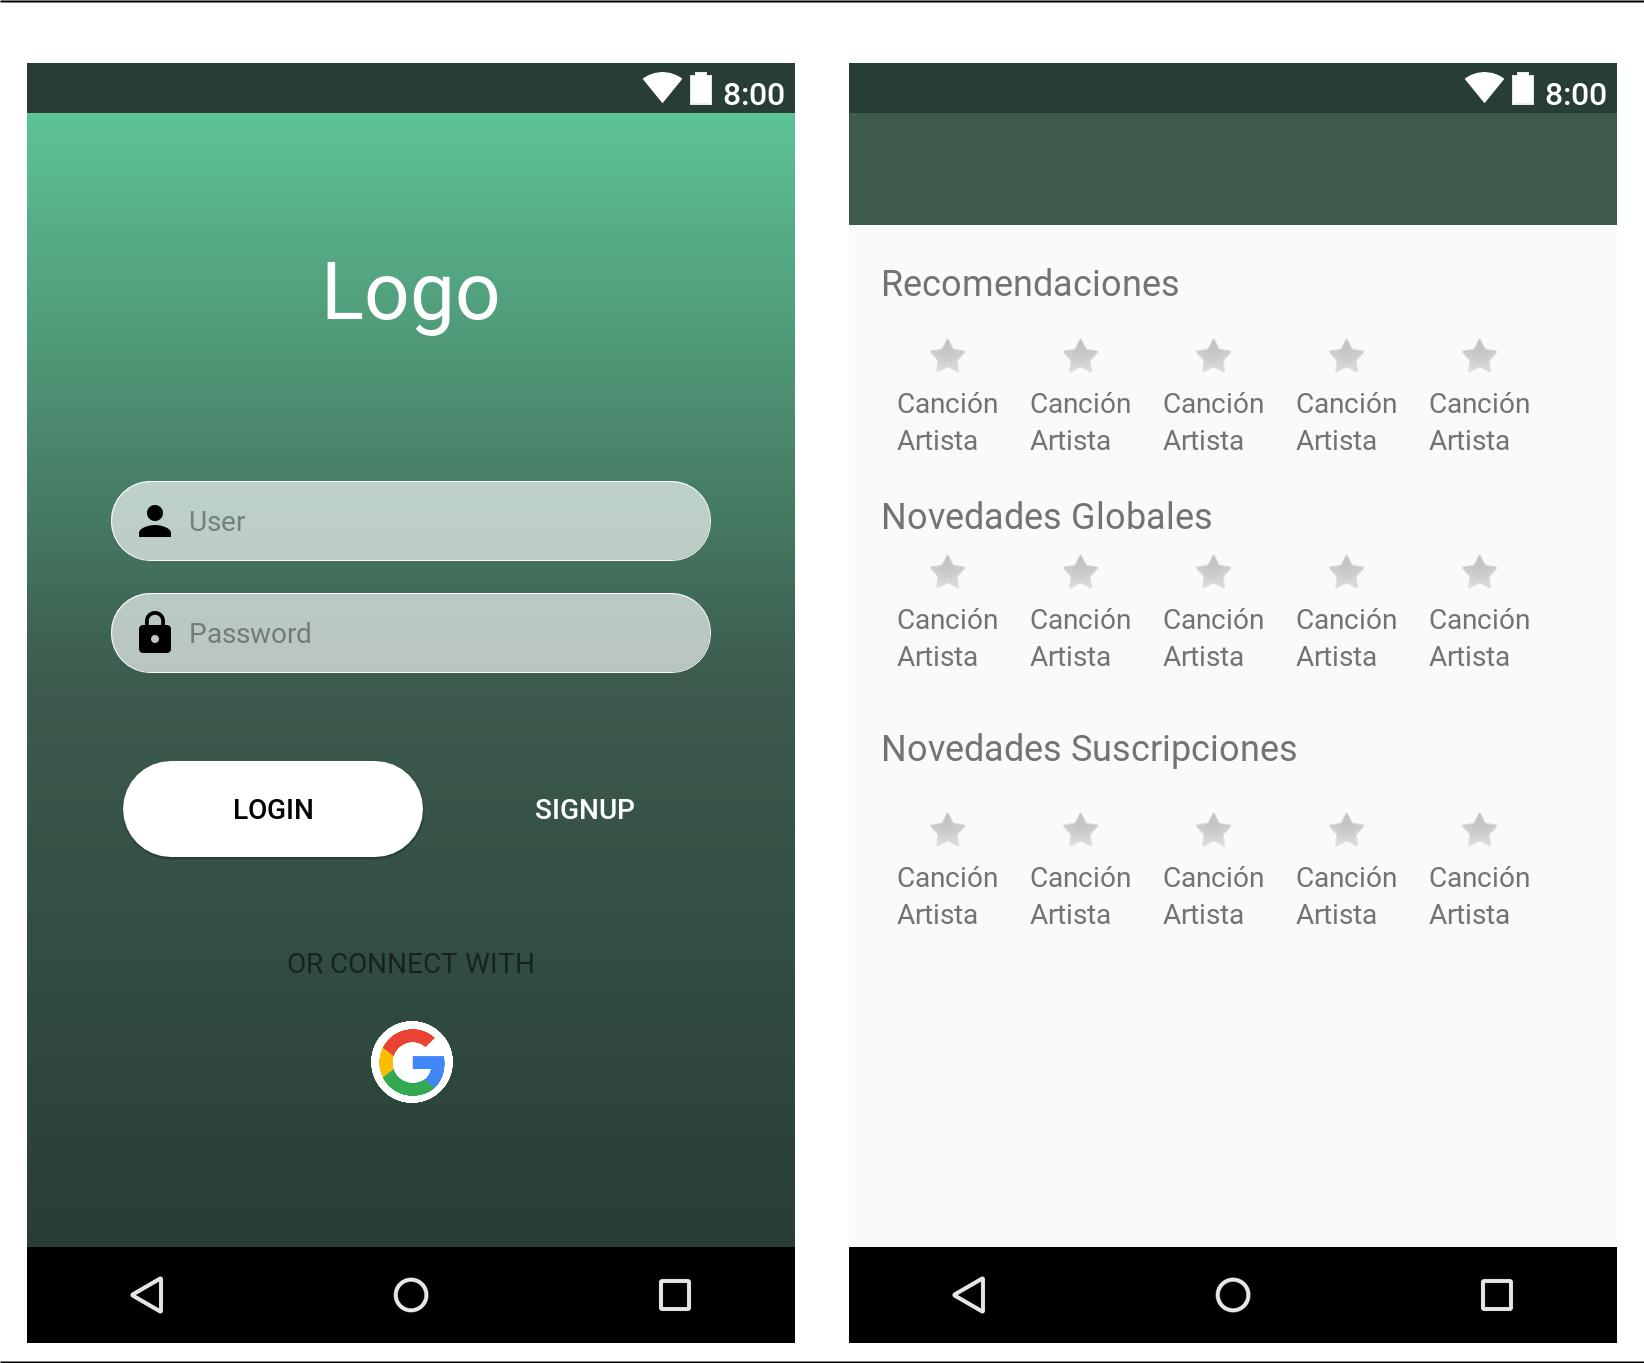 8:00
Logo
User
Password
LOGIN SIGNUP
OR CONNECT WITH
8:00
Recomendaciones
Canción Canción Canción Canción Canción
Artista Artista Artista Artista Artista
Novedades Globales
Canción Canción Canción Canción Canción
Artista Artista Artista Artista Artista
Novedades Suscripciones
Canción Canción Canción Canción Canción
Artista Artista Artista Artista Artista